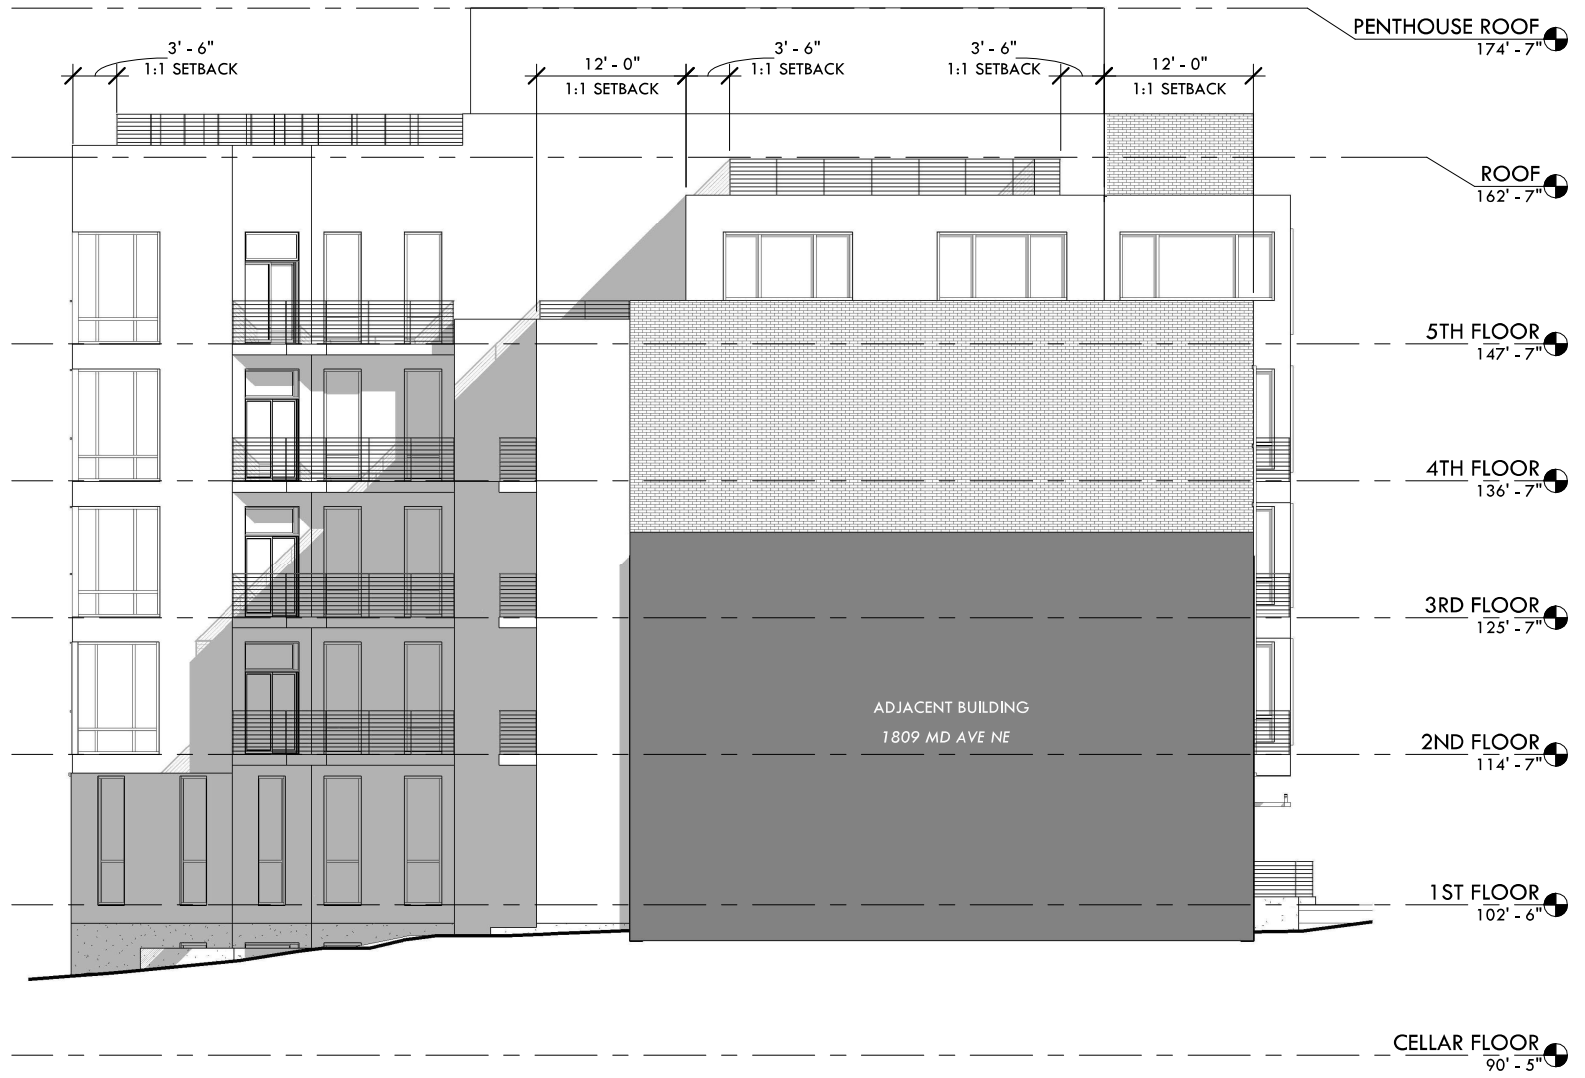 PENTHOUSE ROOF
174' - 7"
3' - 6"
1:1 SETBACK
12' - 0"
1:1 SETBACK
3' - 6"
1:1 SETBACK
3' - 6"
1:1 SETBACK
12' - 0"
1:1 SETBACK
ROOF
162' - 7"
5TH FLOOR
147' - 7"
4TH FLOOR
136' - 7"
3RD FLOOR
125' - 7"
ADJACENT BUILDING
1809 MD AVE NE
2ND FLOOR
114' - 7"
1ST FLOOR
102' - 6"
CELLAR FLOOR
90' - 5"